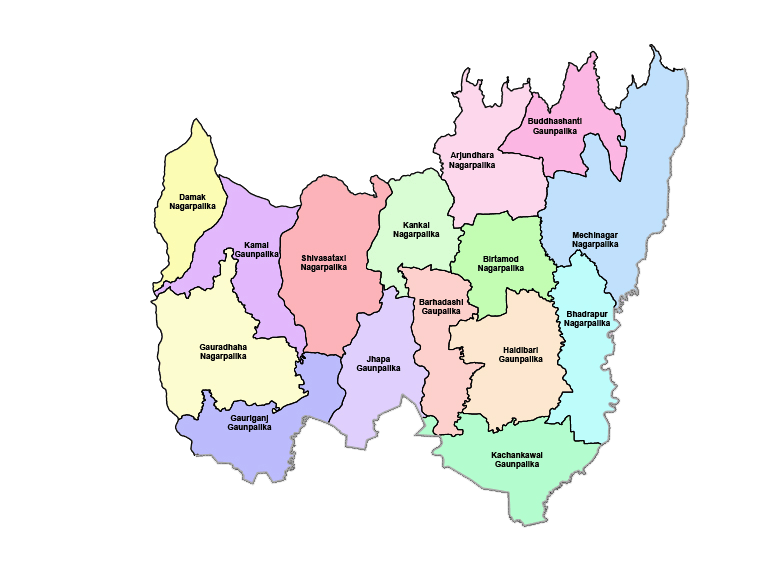 Buddhashanti
Gaunpalika
Arjundhara
Nagarpalika
Damak
Nagarpalika
Kankai
Nagarpalika
Mechinagar
Nagarpalika
Kamal
Gaunpalika
Shivasataxi
Nagarpalika
Birtamod
Nagarpalika
Barhadashi
Gaupalika
Bhadrapur
Nagarpalika
Gauradhaha
Nagarpalika
Haldibari
Gaunpalika
Jhapa
Gaunpalika
Gauriganj
Gaunpalika
Kachankawal
Gaunpalika